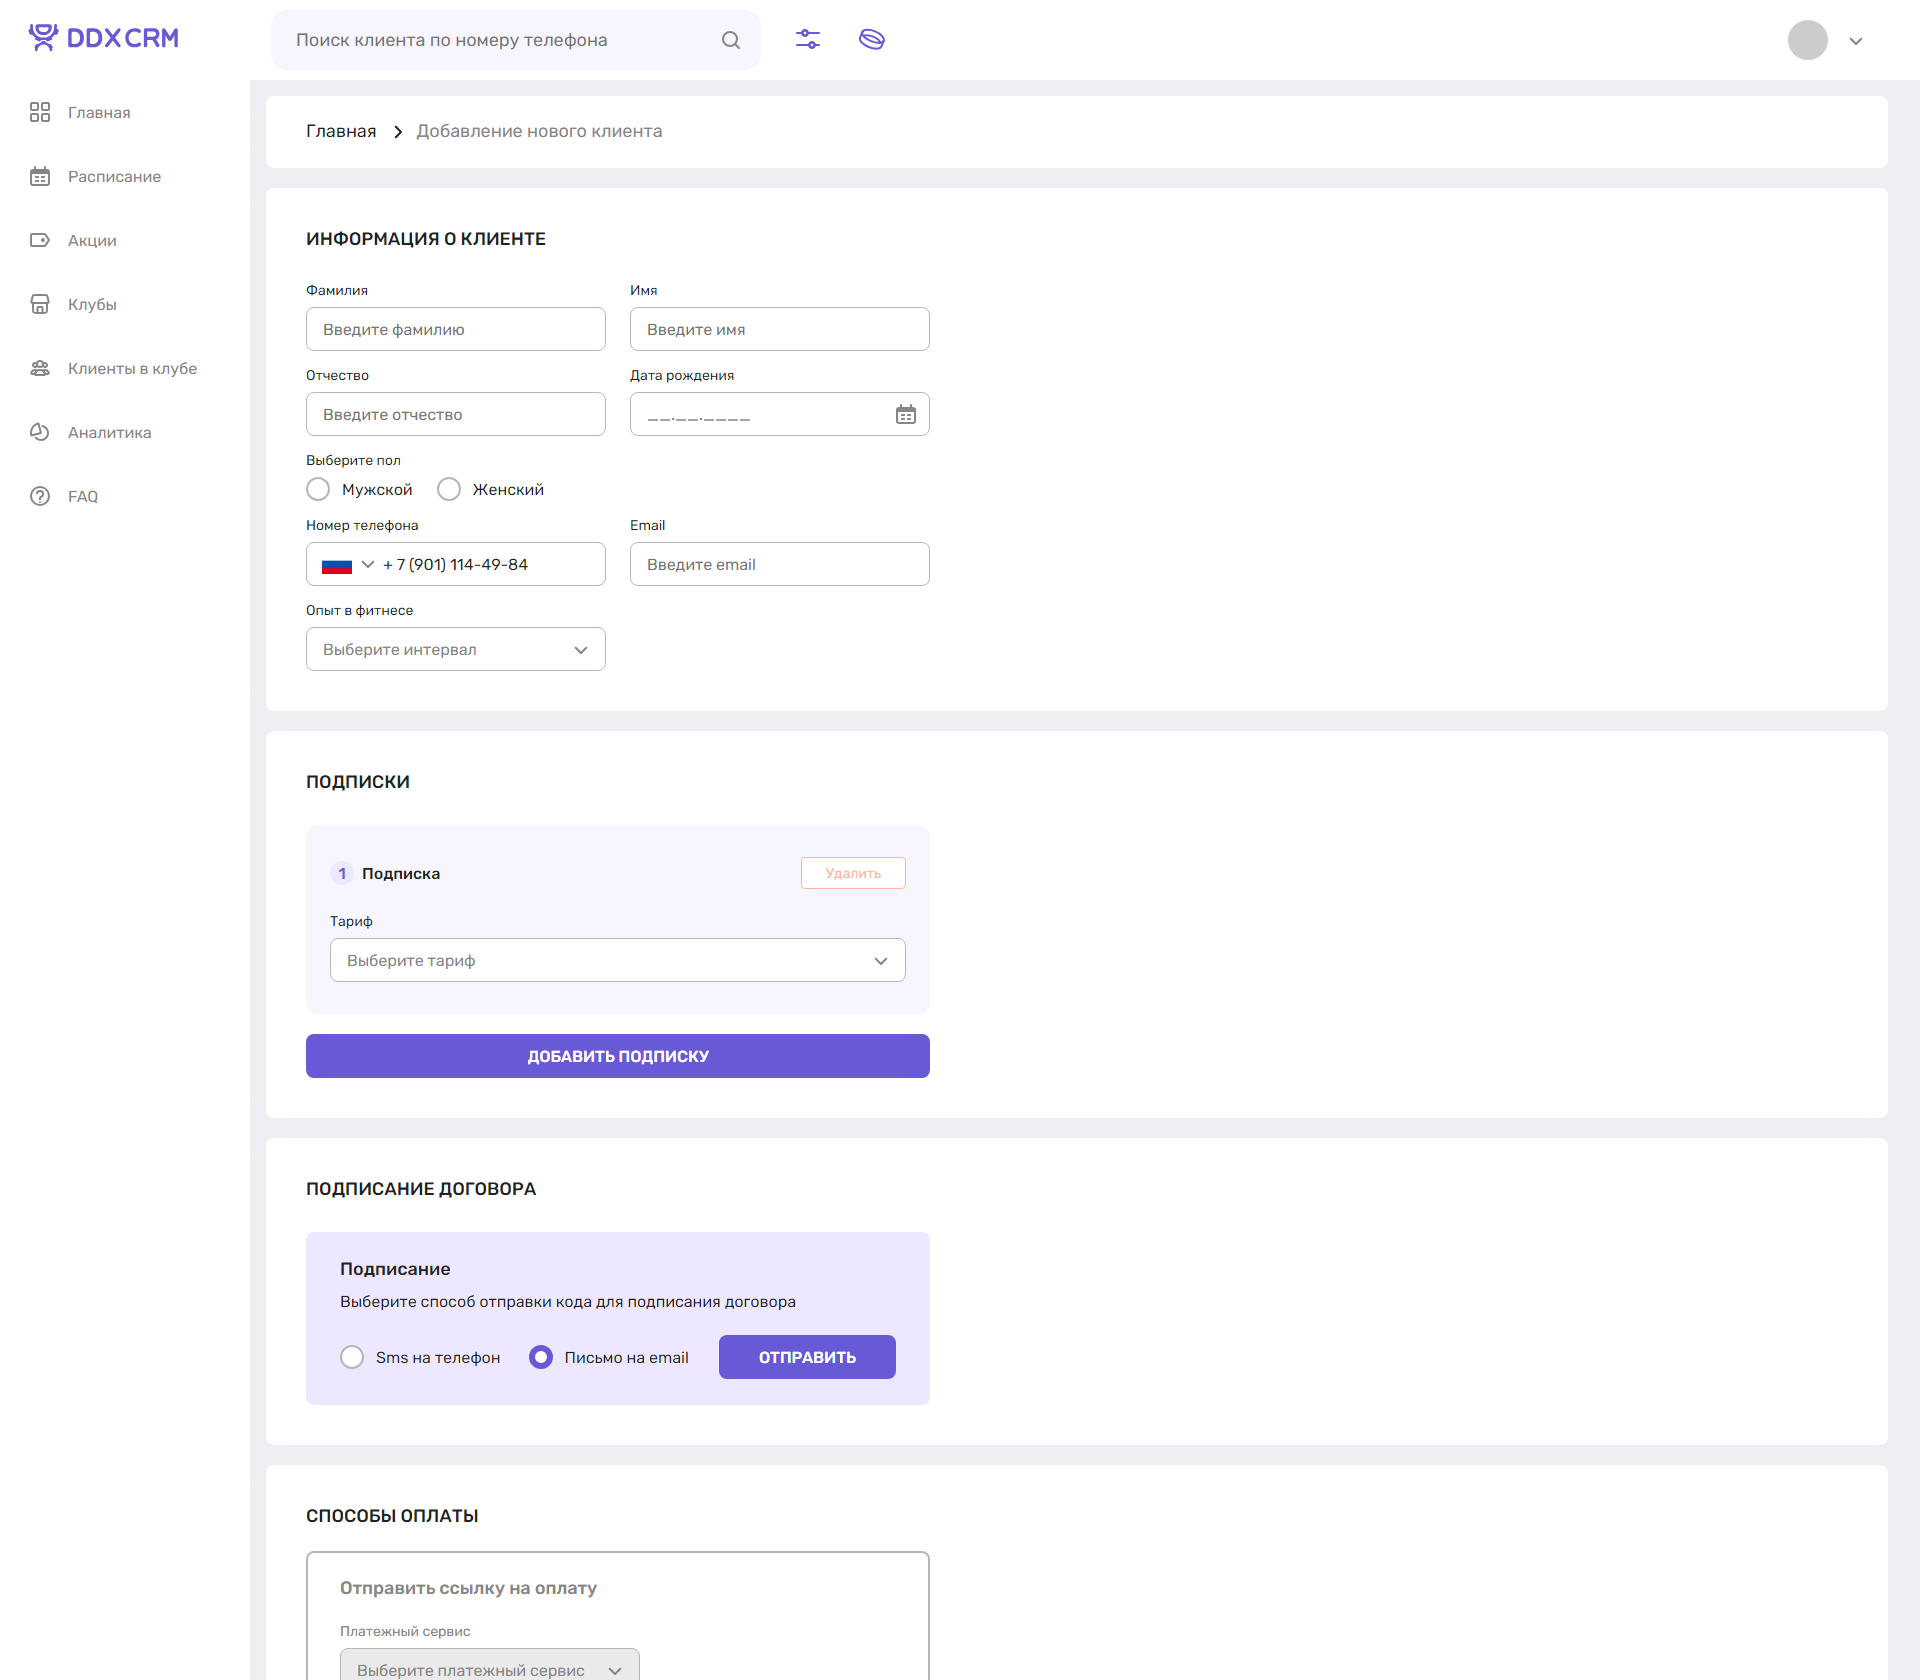 DDX CRM
Поиск клиента по номеру телефона
Главная
Расписание
Акции
Клубы
Клиенты в клубе
Аналитика
FAQ
Главная > Добавление нового клиента
ИНФОРМАЦИЯ О КЛИЕНТЕ
Фамилия Имя
Введите фамилию Введите имя
Отчество Дата рождения
Введите отчество __.__.____
Выберите пол
Мужской Женский
Номер телефона Email
+ 7 (901) 114-49-84 Введите email
Опыт в фитнесе
Выберите интервал
ПОДПИСКИ
1 Подписка Удалить
Тариф
Выберите тариф
ДОБАВИТЬ ПОДПИСКУ
ПОДПИСАНИЕ ДОГОВОРА
Подписание
Выберите способ отправки кода для подписания договора
Sms на телефон Письмо на email ОТПРАВИТЬ
СПОСОБЫ ОПЛАТЫ
Отправить ссылку на оплату
Платежный сервис
Выберите платежный сервис